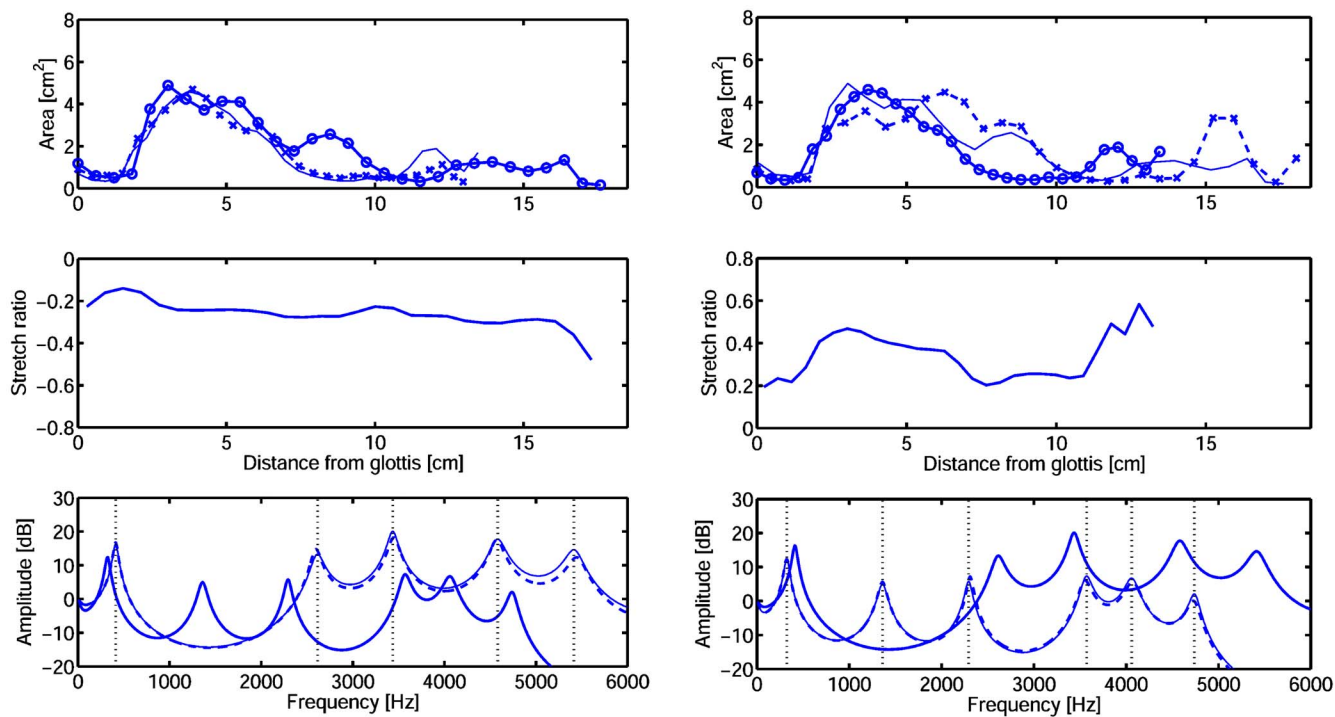 8
6
4
2
0
Area [cm²]
0 5 10 15
8
6
4
2
0
Area [cm²]
0 5 10 15
0
−0.2
−0.4
−0.6
−0.8
Stretch ratio
0 5 10 15
Distance from glottis [cm]
0.8
0.6
0.4
0.2
0
Stretch ratio
0 5 10 15
Distance from glottis [cm]
30
20
10
0
−10
−20
Amplitude [dB]
0 1000 2000 3000 4000 5000 6000
Frequency [Hz]
30
20
10
0
−10
−20
Amplitude [dB]
0 1000 2000 3000 4000 5000 6000
Frequency [Hz]